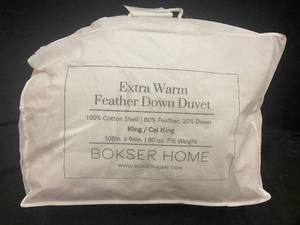 Extra Warm
Feather Down Duvet
100% Cotton Shell | 80% Feather, 20% Down
King / Cal King
108in. x 94in. | 80 oz. Fill Weight
BOKSER HOME
WWW.BOKSERHOME.COM